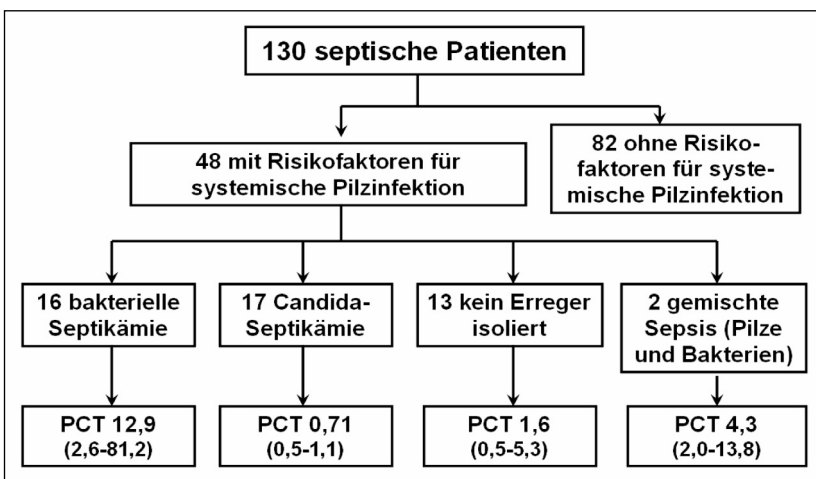 130 septische Patienten
48 mit Risikofaktoren für
systemische Pilzinfektion
82 ohne Risiko-
faktoren für syste-
mische Pilzinfektion
16 bakterielle
Septikämie
17 Candida-
Septikämie
13 kein Erreger
isoliert
2 gemischte
Sepsis (Pilze
und Bakterien)
PCT 12,9
(2,6-81,2)
PCT 0,71
(0,5-1,1)
PCT 1,6
(0,5-5,3)
PCT 4,3
(2,0-13,8)